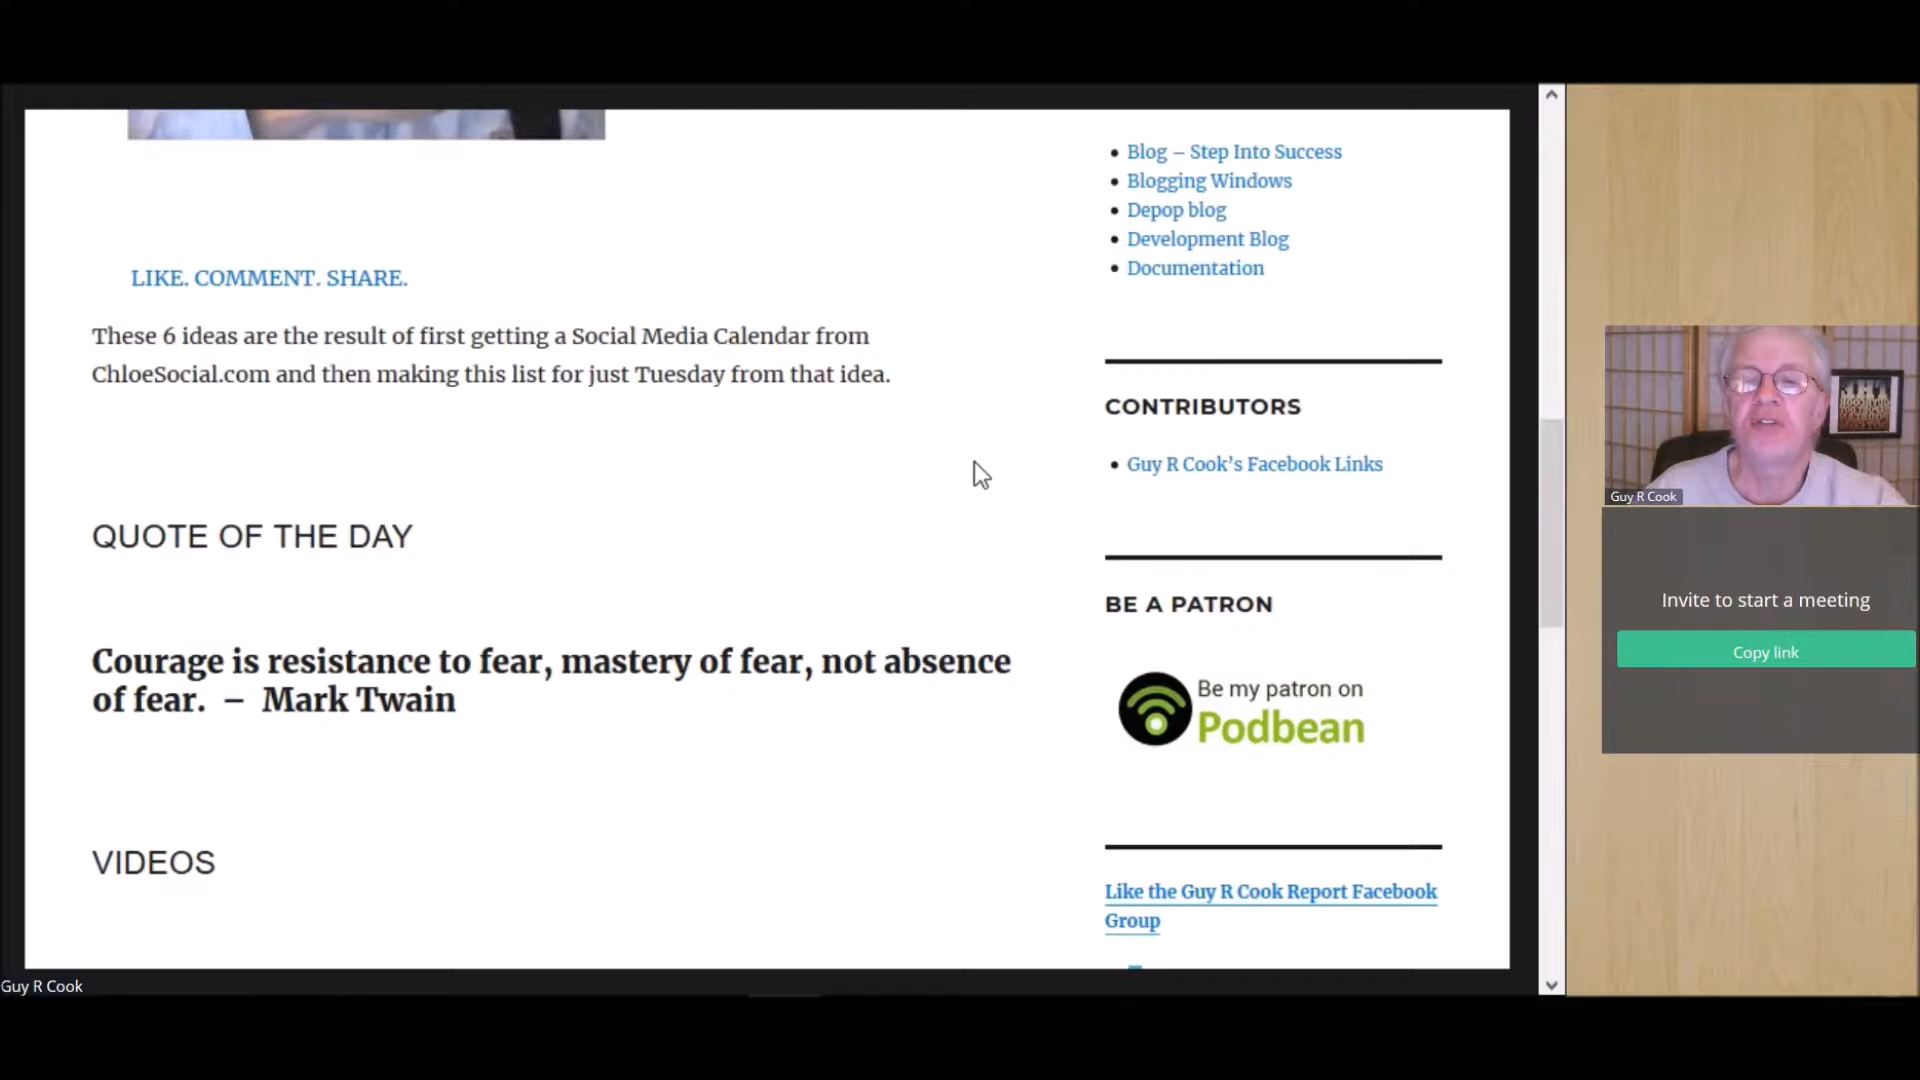 LIKE. COMMENT. SHARE.
These 6 ideas are the result of first getting a Social Media Calendar from
ChloeSocial.com and then making this list for just Tuesday from that idea.
QUOTE OF THE DAY
Courage is resistance to fear, mastery of fear, not absence
of fear. – Mark Twain
VIDEOS
Blog – Step Into Success
Blogging Windows
Depop blog
Development Blog
Documentation
CONTRIBUTORS
Guy R Cook’s Facebook Links
BE A PATRON
Be my patron on
Podbean
Like the Guy R Cook Report Facebook
Group
Guy R Cook
Invite to start a meeting
Copy link
Guy R Cook